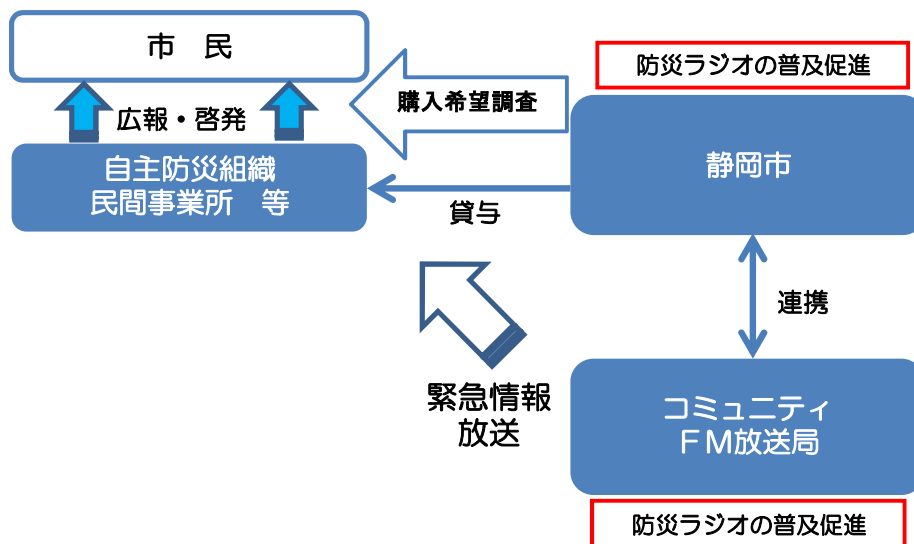 市　民
防災ラジオの普及促進
購入希望調査
広報・啓発
自主防災組織
民間事業所　等
静岡市
貸与
連携
緊急情報
放送
コミュニティ
ＦＭ放送局
防災ラジオの普及促進